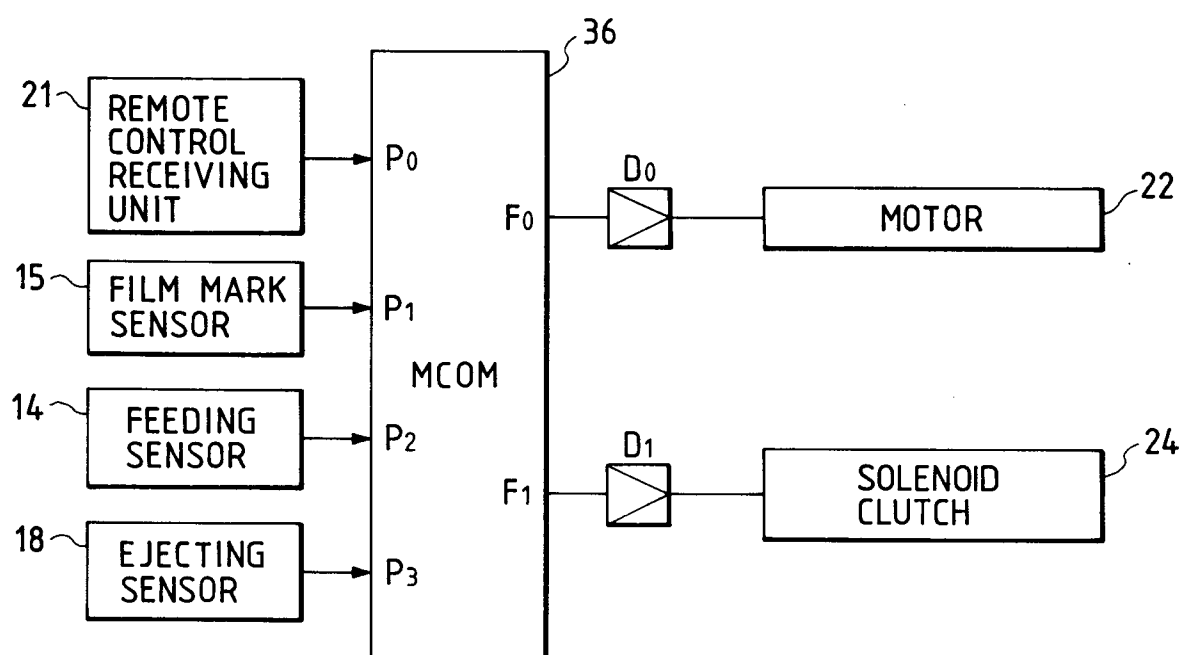 36
21
REMOTE
CONTROL
RECEIVING
UNIT
P0
15
FILM MARK
SENSOR
P1
14
FEEDING
SENSOR
P2
18
EJECTING
SENSOR
P3
MCOM
F0
D0
MOTOR
22
F1
D1
SOLENOID
CLUTCH
24